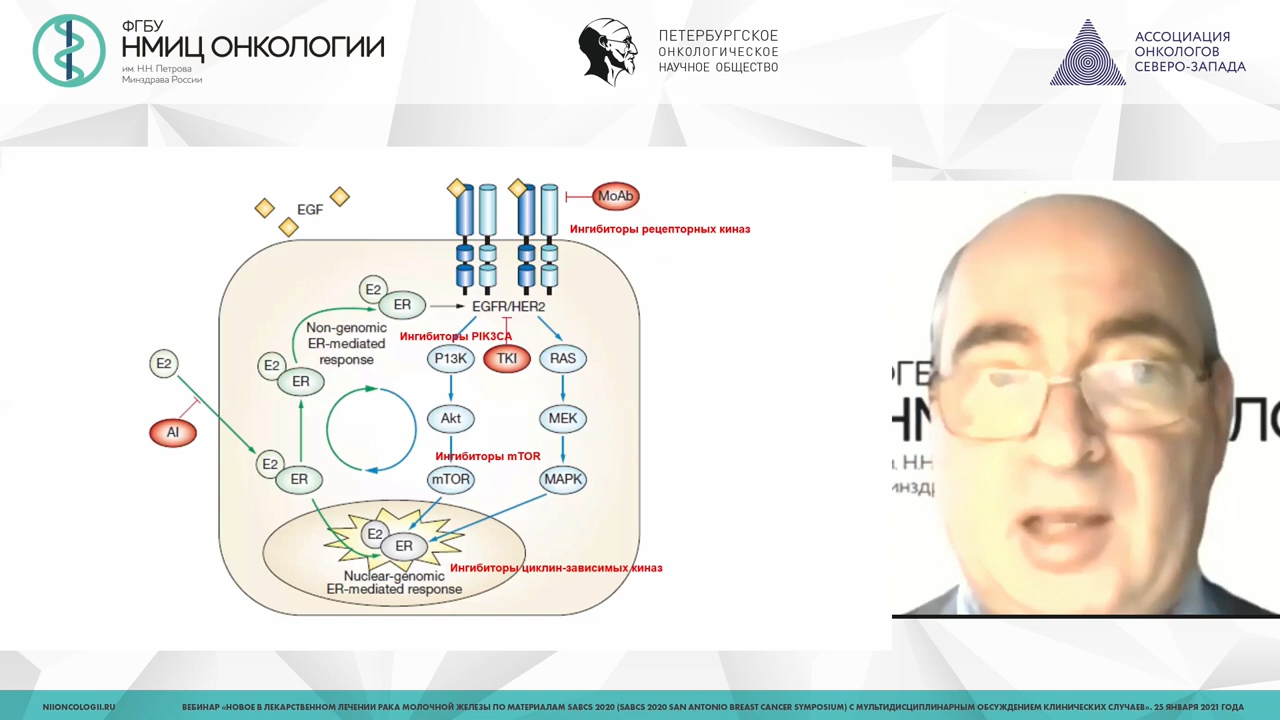 ФГБУ
НМИЦ ОНКОЛОГИИ
им. Н.Н. Петрова
Минздрава России
ПЕТЕРБУРГСКОЕ
ОНКОЛОГИЧЕСКОЕ
НАУЧНОЕ ОБЩЕСТВО
АССОЦИАЦИЯ
ОНКОЛОГОВ
СЕВЕРО-ЗАПАДА
EGF
MoAb
Ингибиторы рецепторных киназ
E2
ER
EGFR/HER2
Non-genomic
ER-mediated
response
Ингибиторы PIK3CA
E2
E2
ER
P13K
TKI
RAS
AI
Akt
MEK
Ингибиторы mTOR
E2
ER
mTOR
MAPK
E2
ER
Ингибиторы циклин-зависимых киназ
Nuclear-genomic
ER-mediated response
NIIONCOLOGII.RU
ВЕБИНАР «НОВОЕ В ЛЕКАРСТВЕННОМ ЛЕЧЕНИИ РАКА МОЛОЧНОЙ ЖЕЛЕЗЫ ПО МАТЕРИАЛАМ SABCS 2020 (SABCS 2020 SAN ANTONIO BREAST CANCER SYMPOSIUM) С МУЛЬТИДИСЦИПЛИНАРНЫМ ОБСУЖДЕНИЕМ КЛИНИЧЕСКИХ СЛУЧАЕВ». 25 ЯНВАРЯ 2021 ГОДА